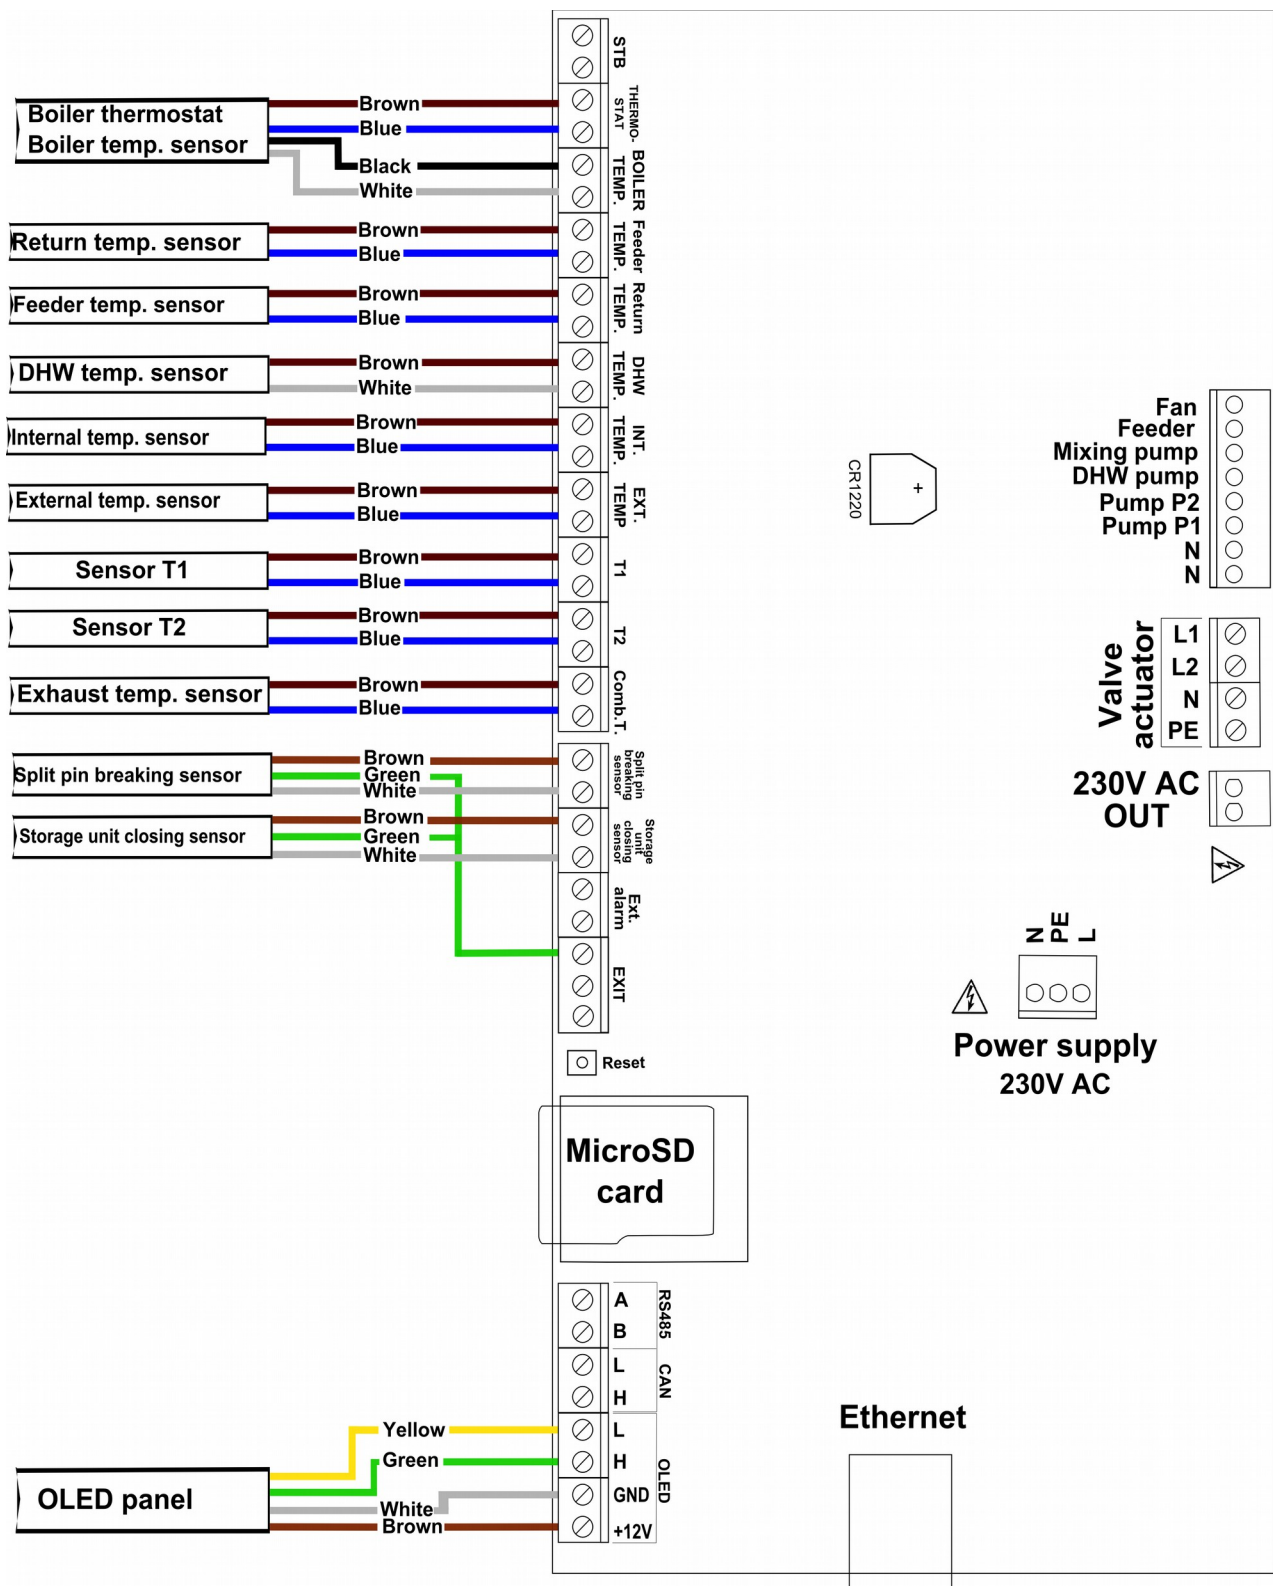 STB
Boiler thermostat
Boiler temp. sensor
Brown
Blue
Black
White
THERMO-
STAT
BOILER
TEMP.
Return temp. sensor
Brown
Blue
Feeder
TEMP.
Feeder temp. sensor
Brown
Blue
Return
TEMP.
DHW temp. sensor
Brown
White
DHW
TEMP.
Internal temp. sensor
Brown
Blue
INT.
TEMP.
External temp. sensor
Brown
Blue
EXT.
TEMP
Sensor T1
Brown
Blue
T1
Sensor T2
Brown
Blue
T2
Exhaust temp. sensor
Brown
Blue
Comb.T.
Split pin breaking sensor
Brown
Green
White
Split pin
breaking
sensor
Storage unit closing sensor
Brown
Green
White
Storage
unit
closing
sensor
Ext.
alarm
EXIT
Reset
MicroSD
card
A
B
RS485
L
H
CAN
OLED panel
Yellow
Green
White
Brown
L
H
GND
+12V
OLED
CR1220
+
Fan
Feeder
Mixing pump
DHW pump
Pump P2
Pump P1
N
N
Valve
actuator
L1
L2
N
PE
230V AC
OUT
N
PE
L
Power supply
230V AC
Ethernet